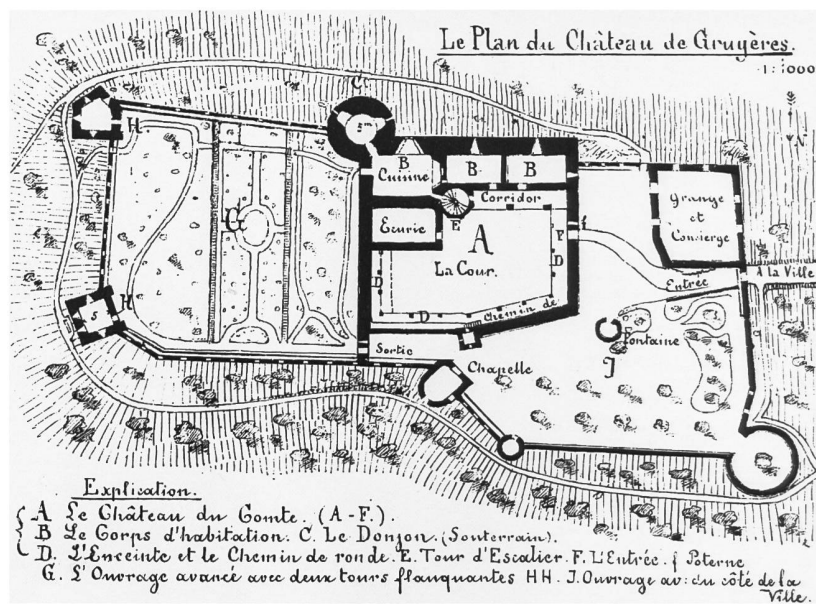 Le Plan du Château de Gruyères.
1:1000
N
C
H
B
B
B
Cuisine
Corridor
Grange
et
Concierge
G
Ecurie
E
A
F
f
La Cour.
D
D
A la Ville
Entrée
H
5
D
Chemin de
Fontaine
Sortie
J
Chapelle
Explication.
A Le Château du Comte. (A-F.).
B Le Corps d'habitation. C. Le Donjon. (Souterrain).
D. L'Enceinte et le Chemin de ronde. E. Tour d'Escalier. F. L'Entrée. f Poterne
G. L'Ouvrage avancé avec deux tours flanquantes HH. J. Ouvrage av: du côté de la
Ville.